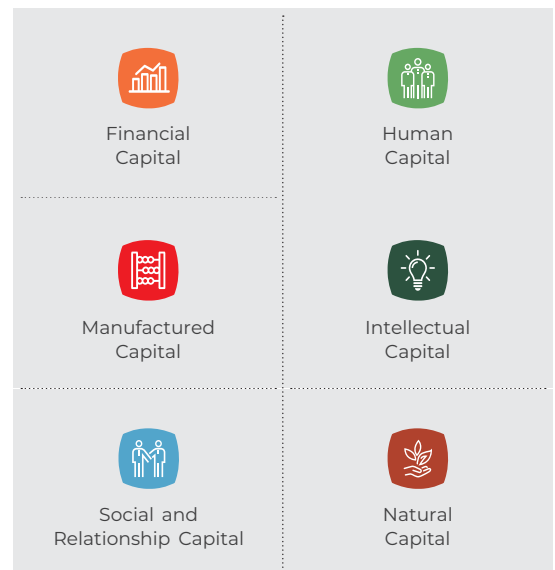 Financial
Capital
Human
Capital
Manufactured
Capital
Intellectual
Capital
Social and
Relationship Capital
Natural
Capital